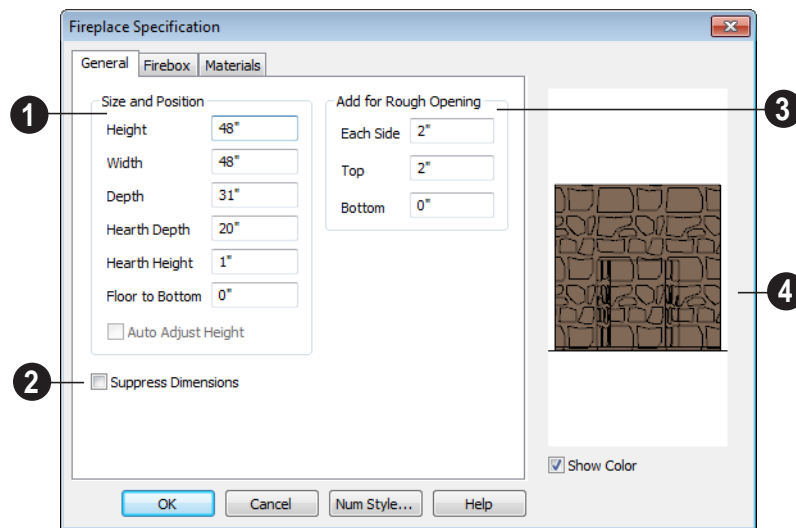 Fireplace Specification
General Firebox Materials
1 Size and Position
Height 48"
Width 48"
Depth 31"
Hearth Depth 20"
Hearth Height 1"
Floor to Bottom 0"
Auto Adjust Height
2 Suppress Dimensions
Add for Rough Opening 3
Each Side 2"
Top 2"
Bottom 0"
4
Show Color
OK Cancel Num Style... Help